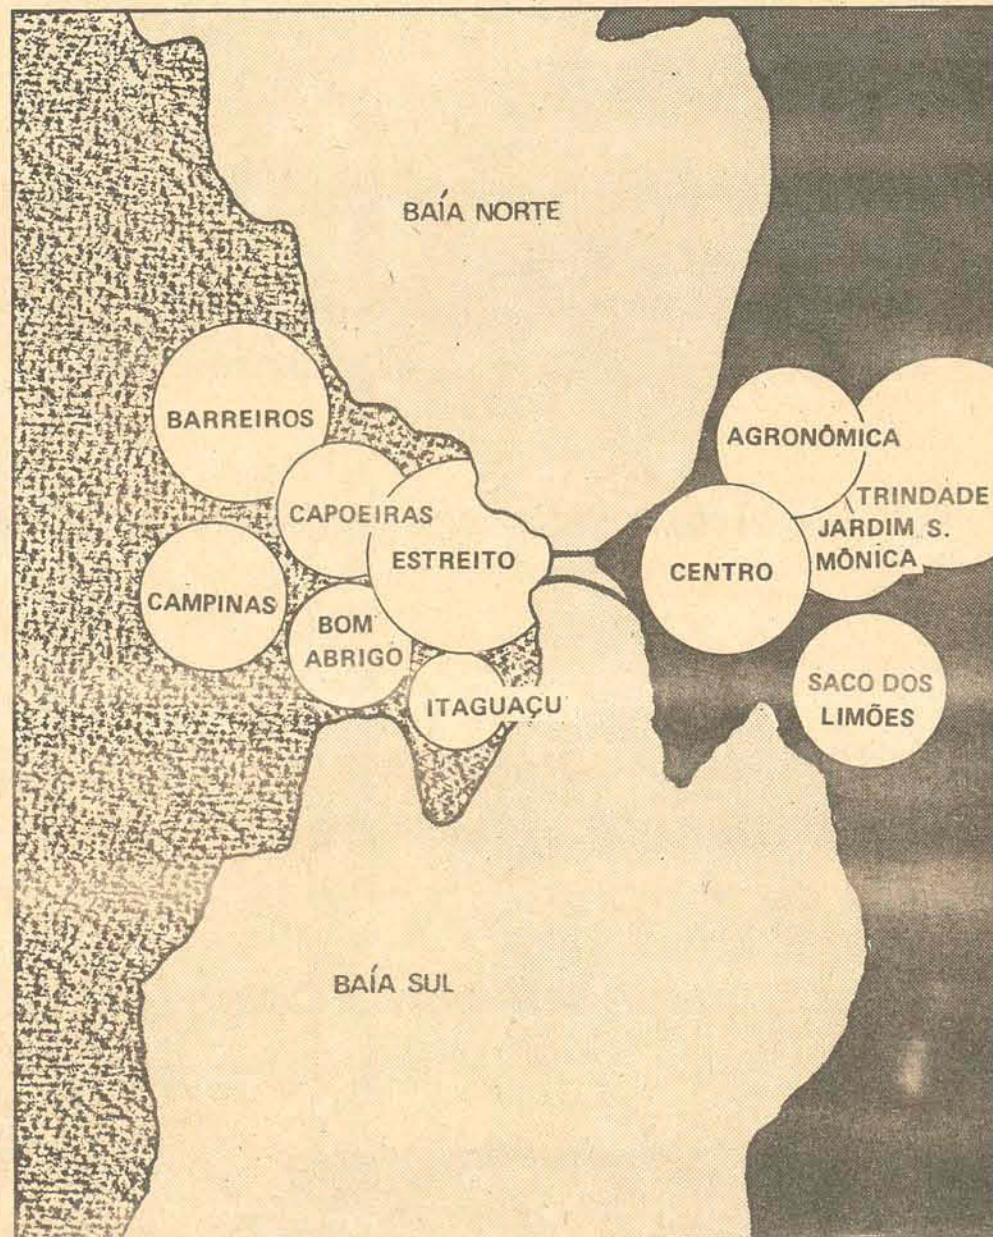 BAÍA NORTE
BARREIROS
AGRONÔMICA
CAPOEIRAS
TRINDADE
JARDIM S.
MÔNICA
ESTREITO
CENTRO
CAMPINAS
BOM
ABRIGO
ITAGUAÇU
SACO DOS
LIMÕES
BAÍA SUL